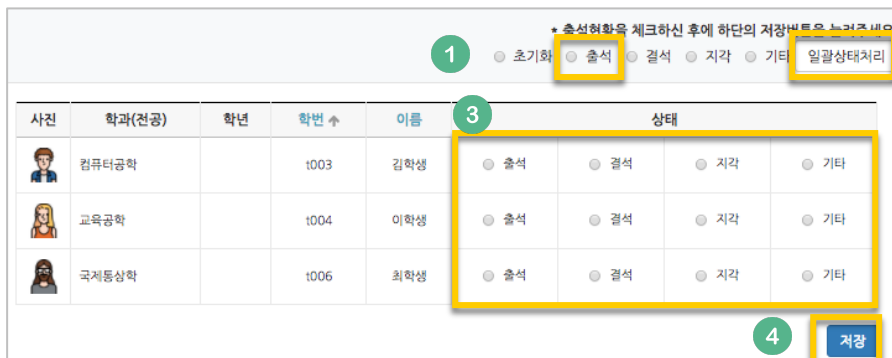 * 출석현황을 체크하신 후에 하단의 저장버튼을 눌러주세요
1 초기화 출석 결석 지각 기타 일괄상태처리
사진 학과(전공) 학년 학번 이름 3 상태
컴퓨터공학 t003 김학생 출석 결석 지각 기타
교육공학 t004 이학생 출석 결석 지각 기타
국제통상학 t006 최학생 출석 결석 지각 기타
4 저장